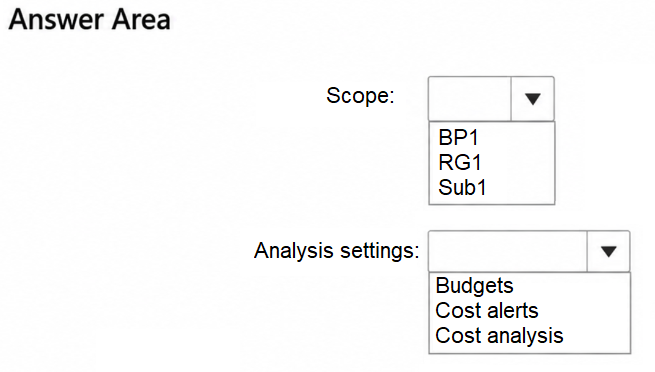 Answer Area
Scope:
BP1
RG1
Sub1
Analysis settings:
Budgets
Cost alerts
Cost analysis